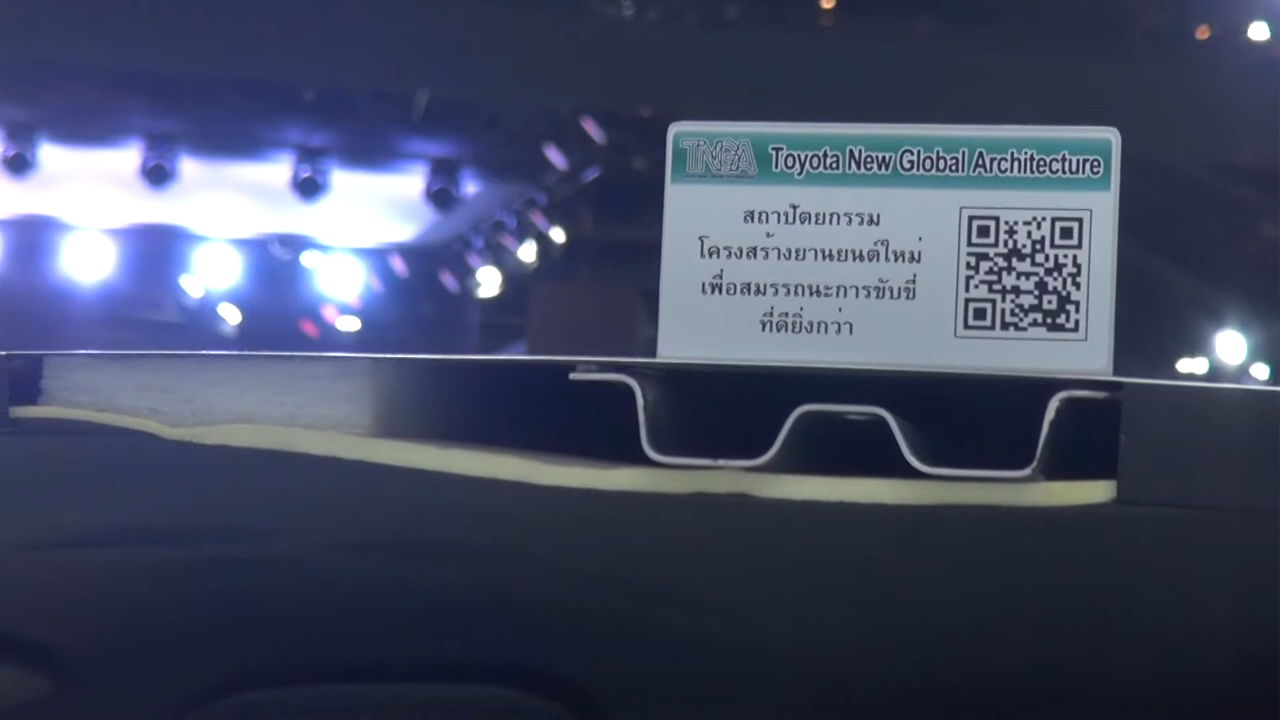 TNGA Toyota New Global Architecture
สถาปัตยกรรม
โครงสร้างยานยนต์ใหม่
เพื่อสมรรถนะการขับขี่
ที่ดียิ่งกว่า